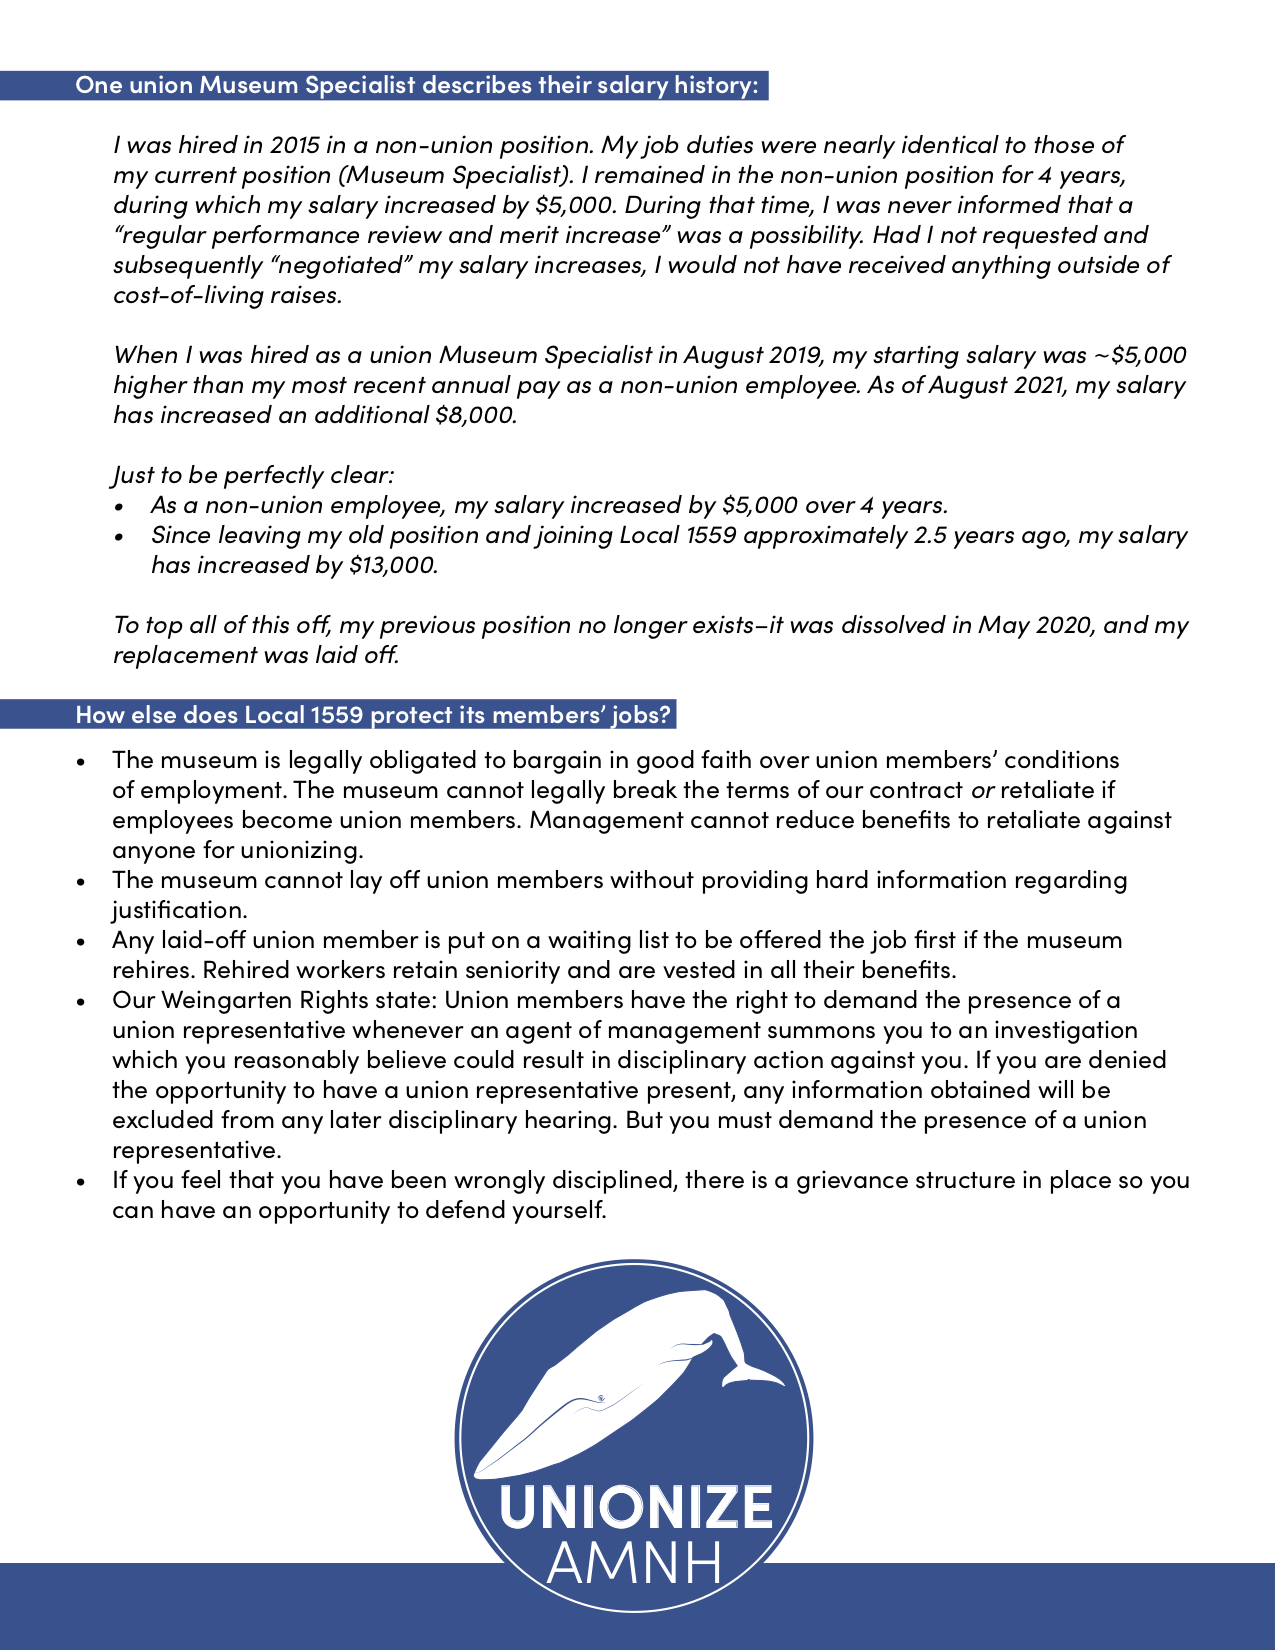 One union Museum Specialist describes their salary history:
I was hired in 2015 in a non-union position. My job duties were nearly identical to those of
my current position (Museum Specialist). I remained in the non-union position for 4 years,
during which my salary increased by $5,000. During that time, I was never informed that a
“regular performance review and merit increase” was a possibility. Had I not requested and
subsequently “negotiated” my salary increases, I would not have received anything outside of
cost-of-living raises.
When I was hired as a union Museum Specialist in August 2019, my starting salary was ~$5,000
higher than my most recent annual pay as a non-union employee. As of August 2021, my salary
has increased an additional $8,000.
Just to be perfectly clear:
• As a non-union employee, my salary increased by $5,000 over 4 years.
• Since leaving my old position and joining Local 1559 approximately 2.5 years ago, my salary
has increased by $13,000.
To top all of this off, my previous position no longer exists–it was dissolved in May 2020, and my
replacement was laid off.
How else does Local 1559 protect its members’ jobs?
• The museum is legally obligated to bargain in good faith over union members’ conditions
of employment. The museum cannot legally break the terms of our contract or retaliate if
employees become union members. Management cannot reduce benefits to retaliate against
anyone for unionizing.
• The museum cannot lay off union members without providing hard information regarding
justification.
• Any laid-off union member is put on a waiting list to be offered the job first if the museum
rehires. Rehired workers retain seniority and are vested in all their benefits.
• Our Weingarten Rights state: Union members have the right to demand the presence of a
union representative whenever an agent of management summons you to an investigation
which you reasonably believe could result in disciplinary action against you. If you are denied
the opportunity to have a union representative present, any information obtained will be
excluded from any later disciplinary hearing. But you must demand the presence of a union
representative.
• If you feel that you have been wrongly disciplined, there is a grievance structure in place so you
can have an opportunity to defend yourself.
UNIONIZE
AMNH